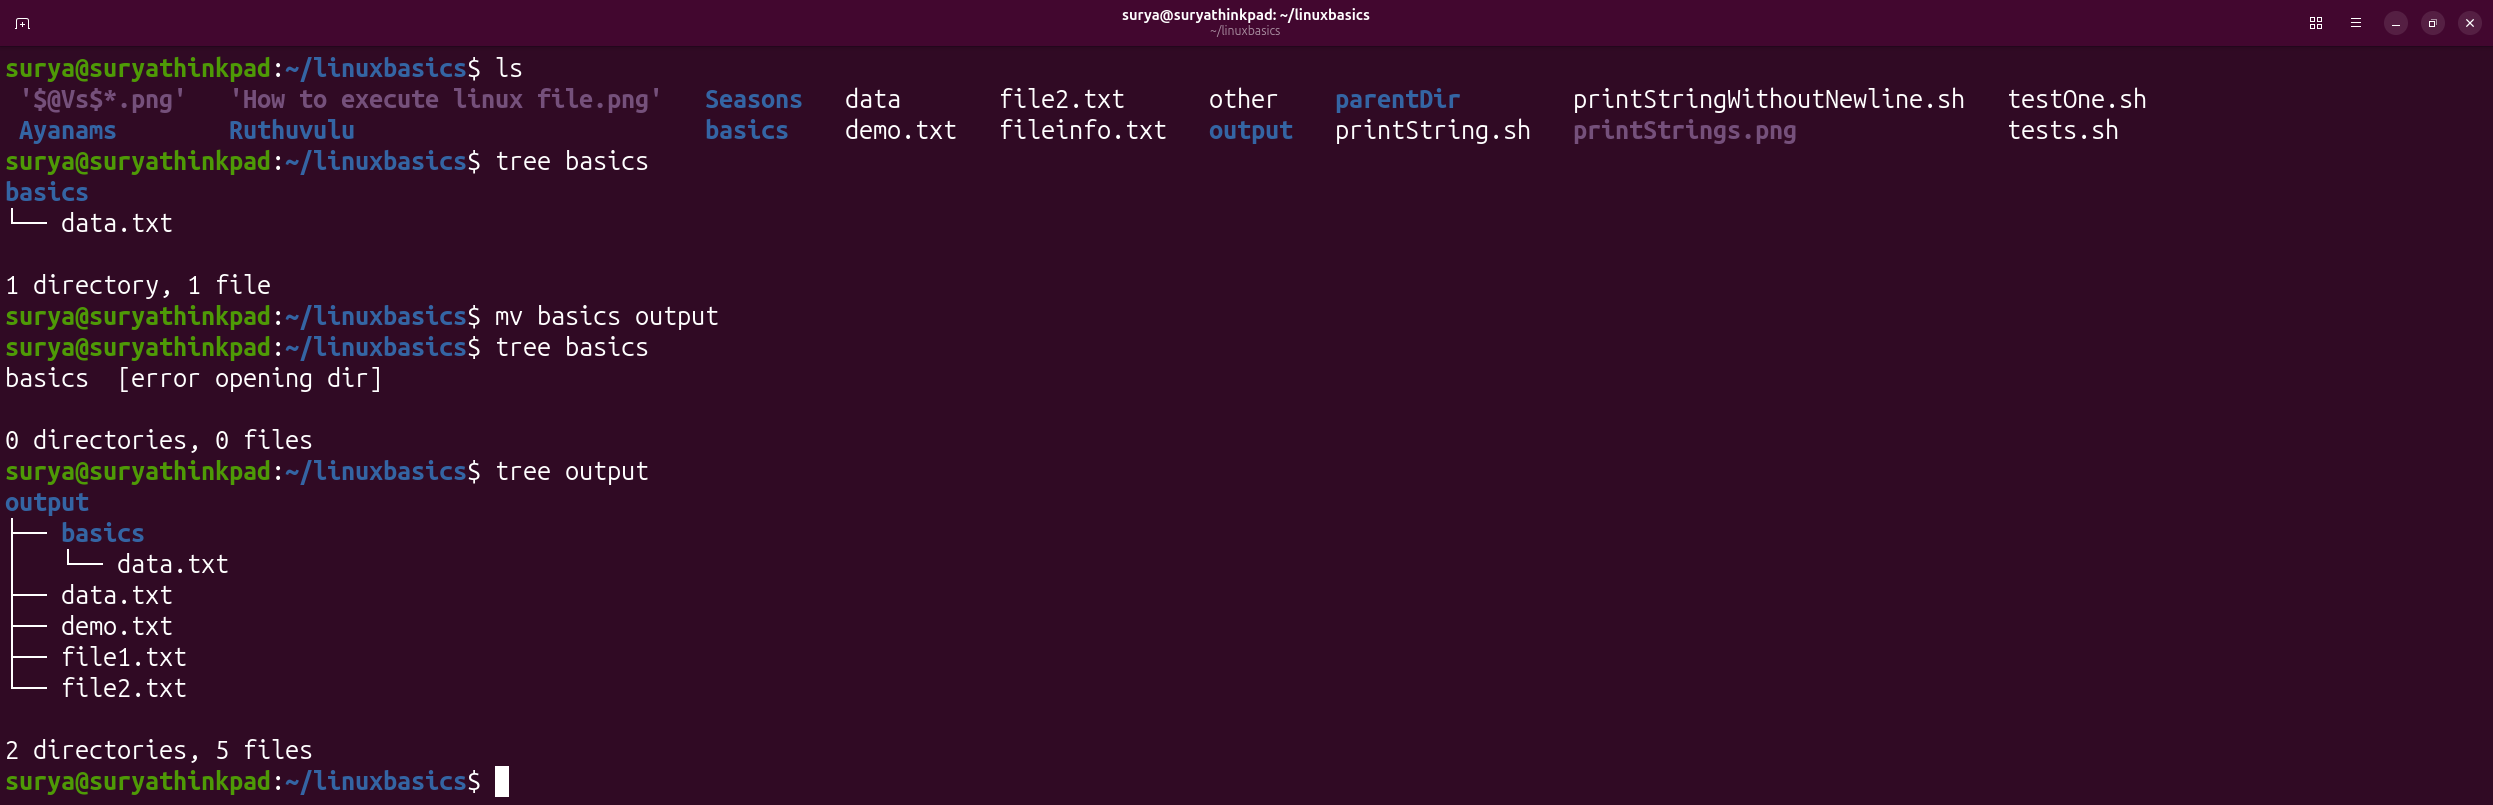 surya@suryathinkpad: ~/linuxbasics
~/linuxbasics
surya@suryathinkpad:~/linuxbasics$ ls
'$@Vs$*.png'   'How to execute linux file.png'   Seasons   data       file2.txt      other    parentDir        printStringWithoutNewline.sh   testOne.sh
Ayanams        Ruthuvulu                         basics    demo.txt   fileinfo.txt   output   printString.sh   printStrings.png               tests.sh
surya@suryathinkpad:~/linuxbasics$ tree basics
basics
└── data.txt
1 directory, 1 file
surya@suryathinkpad:~/linuxbasics$ mv basics output
surya@suryathinkpad:~/linuxbasics$ tree basics
basics  [error opening dir]
0 directories, 0 files
surya@suryathinkpad:~/linuxbasics$ tree output
output
├── basics
│   └── data.txt
├── data.txt
├── demo.txt
├── file1.txt
└── file2.txt
2 directories, 5 files
surya@suryathinkpad:~/linuxbasics$